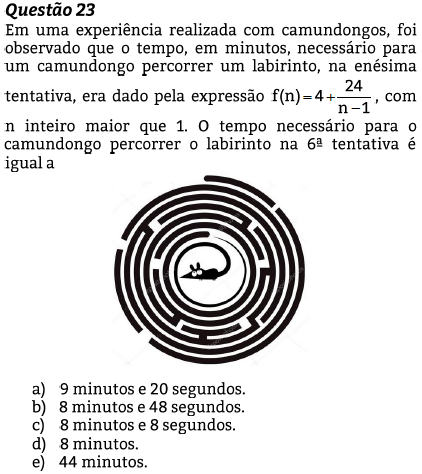 Questão 23
Em uma experiência realizada com camundongos, foi
observado que o tempo, em minutos, necessário para
um camundongo percorrer um labirinto, na enésima
tentativa, era dado pela expressão f(n)=4+24/(n−1), com
n inteiro maior que 1. O tempo necessário para o
camundongo percorrer o labirinto na 6ª tentativa é
igual a
a) 9 minutos e 20 segundos.
b) 8 minutos e 48 segundos.
c) 8 minutos e 8 segundos.
d) 8 minutos.
e) 44 minutos.